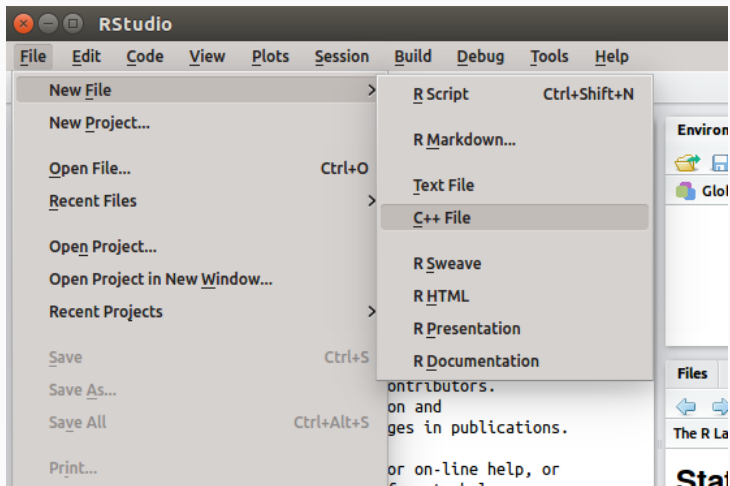 RStudio
File Edit Code View Plots Session Build Debug Tools Help
New File
New Project...
Open File... Ctrl+O
Recent Files
Open Project...
Open Project in New Window...
Recent Projects
Save Ctrl+S
Save As...
Save All Ctrl+Alt+S
Print...
R Script Ctrl+Shift+N
R Markdown...
Text File
C++ File
R Sweave
R HTML
R Presentation
R Documentation
ontributors.
on and
ges in publications.
or on-line help, or
Environ
Glob
Files
The R La
Stat